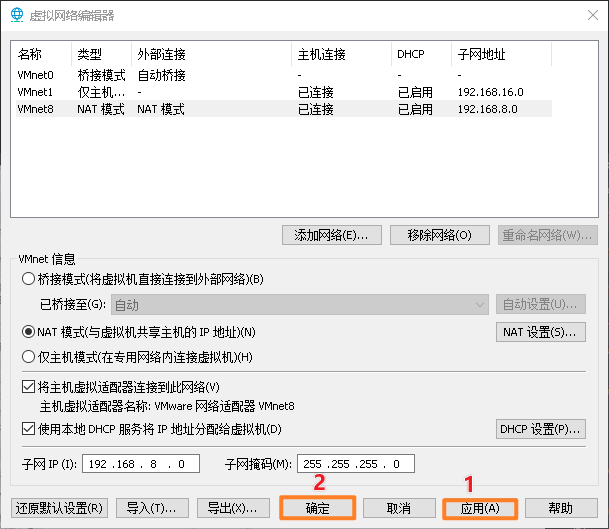 虚拟网络编辑器
名称 类型 外部连接 主机连接 DHCP 子网地址
VMnet0 桥接模式 自动桥接 - - -
VMnet1 仅主机... - 已连接 已启用 192.168.16.0
VMnet8 NAT 模式 NAT 模式 已连接 已启用 192.168.8.0
添加网络(E)... 移除网络(O) 重命名网络(W)...
VMnet 信息
桥接模式(将虚拟机直接连接到外部网络)(B)
已桥接至(G): 自动 自动设置(U)...
NAT 模式(与虚拟机共享主机的 IP 地址)(N) NAT 设置(S)...
仅主机模式(在专用网络内连接虚拟机)(H)
将主机虚拟适配器连接到此网络(V)
主机虚拟适配器名称: VMware 网络适配器 VMnet8
使用本地 DHCP 服务将 IP 地址分配给虚拟机(D) DHCP 设置(P)...
子网 IP (I): 192 .168 . 8 . 0 子网掩码(M): 255 .255 .255 . 0
2 1
还原默认设置(R) 导入(T)... 导出(X)... 确定 取消 应用(A) 帮助